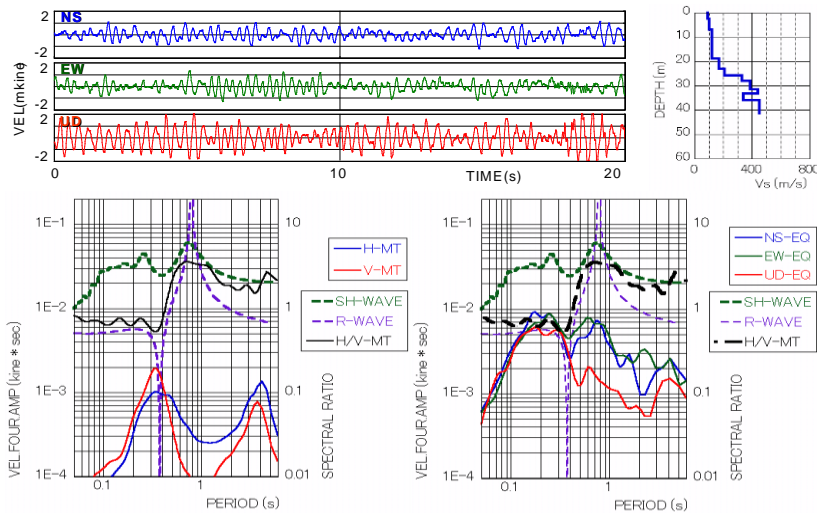 2
NS
-2
2
EW
-2
2
UD
-2
VEL(mkine)
0
10
20
TIME(s)
0
10
20
30
40
50
60
DEPTH(m)
0
400
800
Vs (m/s)
1E-1
1E-2
1E-3
1E-4
VEL FOUR.AMP (kine * sec)
0.1
1
PERIOD (s)
10
1
0.1
0.01
SPECTRAL RATIO
H-MT
V-MT
SH-WAVE
R-WAVE
H/V-MT
1E-1
1E-2
1E-3
1E-4
VEL FOUR.AMP (kine * sec)
0.1
1
PERIOD (s)
10
1
0.1
0.01
SPECTRAL RATIO
NS-EQ
EW-EQ
UD-EQ
SH-WAVE
R-WAVE
H/V-MT